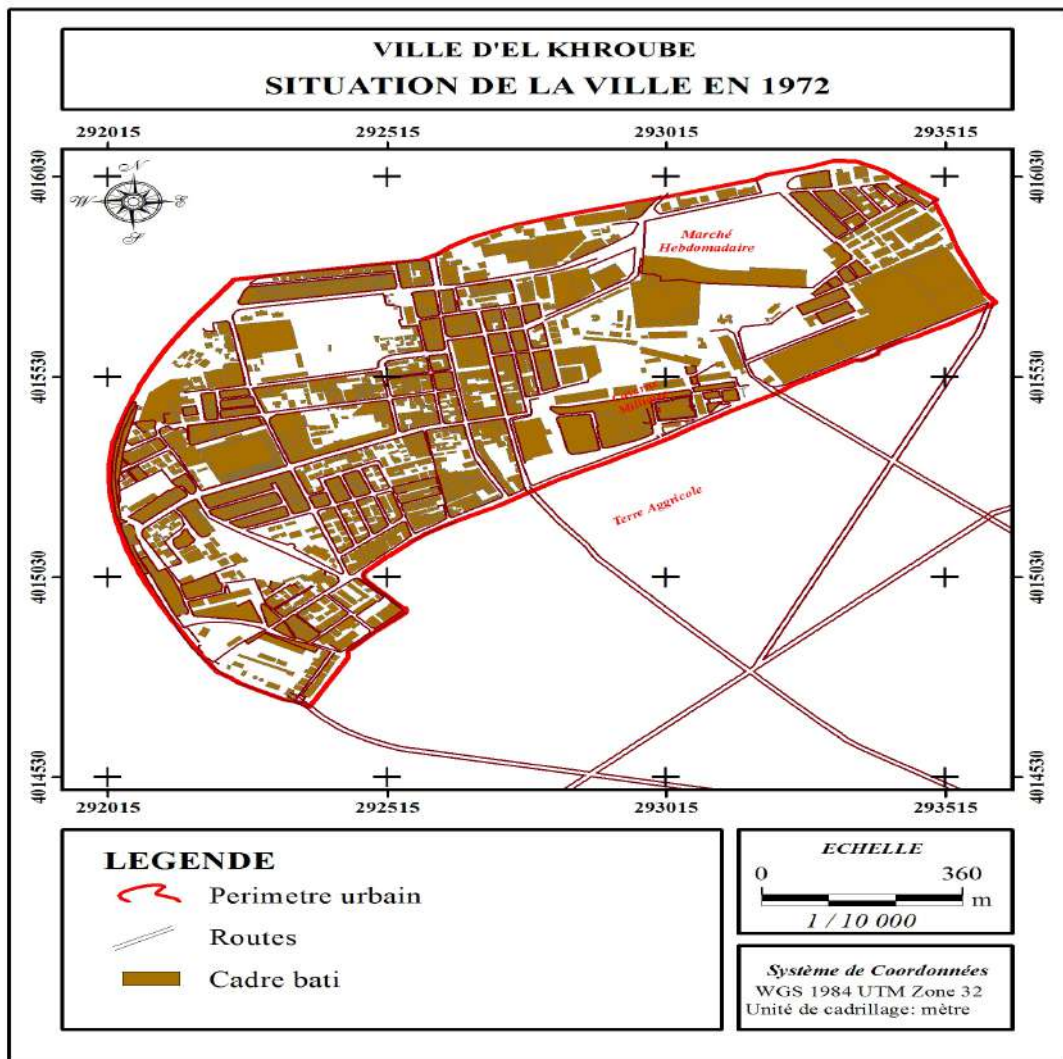 VILLE D'EL KHROUBE
SITUATION DE LA VILLE EN 1972
292015 292515 293015 293515
4016030 4016030
N
W E
S
Marché
Hebdomadaire
4015530 4015530
Terre Aggricole
4015030 4015030
4014530 4014530
292015 292515 293015 293515
LEGENDE
Perimetre urbain
Routes
Cadre bati
ECHELLE
0 360
m
1 / 10 000
Système de Coordonnées
WGS 1984 UTM Zone 32
Unité de cadrillage: mètre